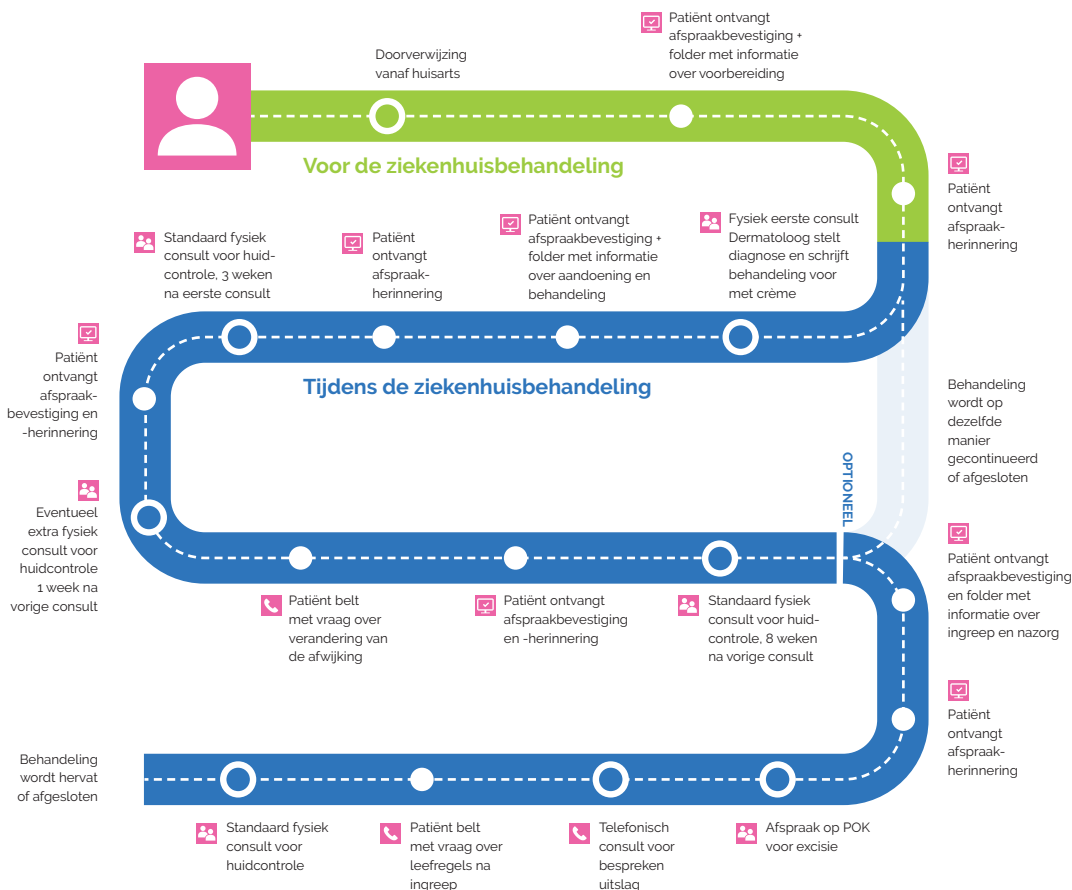 Doorverwijzing
vanaf huisarts
Patiënt ontvangt
afspraakbevestiging +
folder met informatie
over voorbereiding
Voor de ziekenhuisbehandeling
Patiënt
ontvangt
afspraak-
herinnering
Fysiek eerste consult
Dermatoloog stelt
diagnose en schrijft
behandeling voor
met crème
Patiënt ontvangt
afspraakbevestiging +
folder met informatie
over aandoening en
behandeling
Patiënt
ontvangt
afspraak-
herinnering
Standaard fysiek
consult voor huid-
controle, 3 weken
na eerste consult
Tijdens de ziekenhuisbehandeling
Patiënt
ontvangt
afspraak-
bevestiging en
-herinnering
Eventueel
extra fysiek
consult voor
huidcontrole
1 week na
vorige consult
Patiënt belt
met vraag over
verandering van
de afwijking
Patiënt ontvangt
afspraakbevestiging
en -herinnering
Standaard fysiek
consult voor huid-
controle, 8 weken
na vorige consult
OPTIONEEL
Behandeling
wordt op
dezelfde
manier
gecontinueerd
of afgesloten
Patiënt ontvangt
afspraakbevestiging
en folder met
informatie over
ingreep en nazorg
Patiënt
ontvangt
afspraak-
herinnering
Afspraak op POK
voor excisie
Telefonisch
consult voor
bespreken
uitslag
Patiënt belt
met vraag over
leefregels na
ingreep
Standaard fysiek
consult voor
huidcontrole
Behandeling
wordt hervat
of afgesloten